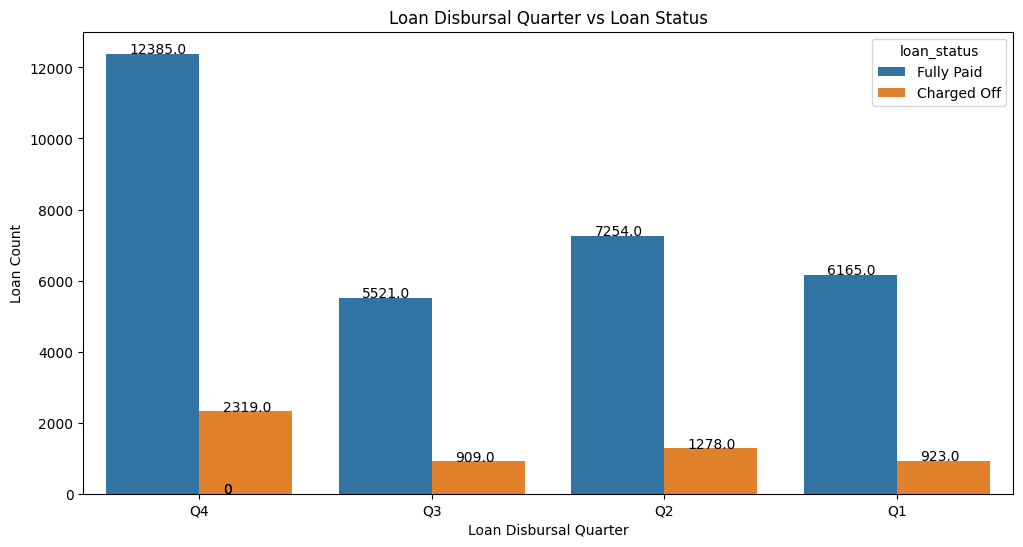 Loan Disbursal Quarter vs Loan Status
loan_status
Fully Paid
Charged Off
Loan Count
12000
10000
8000
6000
4000
2000
0
12385.0
2319.0
0
5521.0
909.0
7254.0
1278.0
6165.0
923.0
Q4
Q3
Q2
Q1
Loan Disbursal Quarter